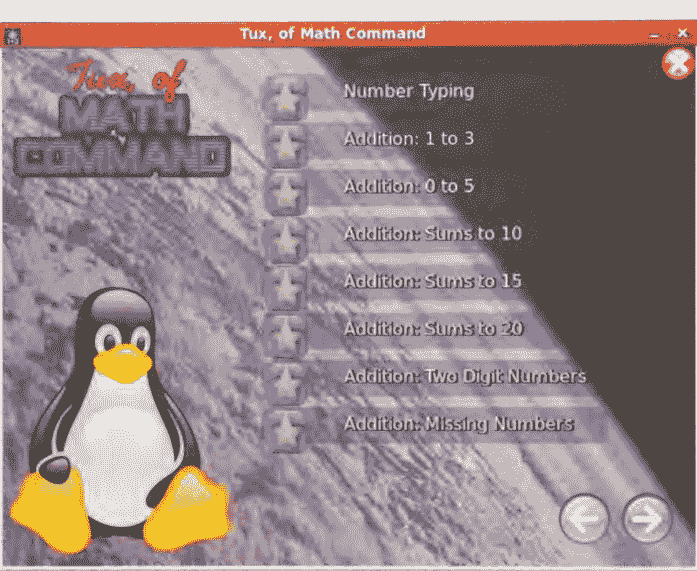 Tux, of Math Command
Tux, of
MATH
COMMAND
Number Typing
Addition: 1 to 3
Addition: 0 to 5
Addition: Sums to 10
Addition: Sums to 15
Addition: Sums to 20
Addition: Two Digit Numbers
Addition: Missing Numbers